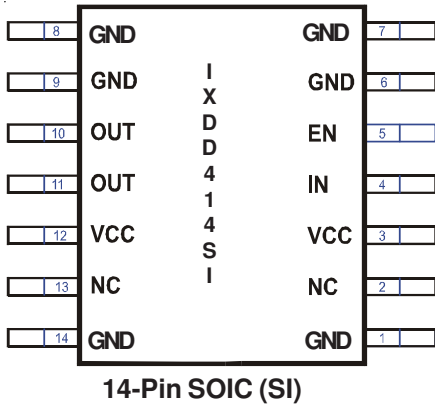 8 GND GND 7
9 GND GND 6
10 OUT EN 5
11 OUT IN 4
12 VCC VCC 3
13 NC NC 2
14 GND GND 1
IXDD414SI
14-Pin SOIC (SI)